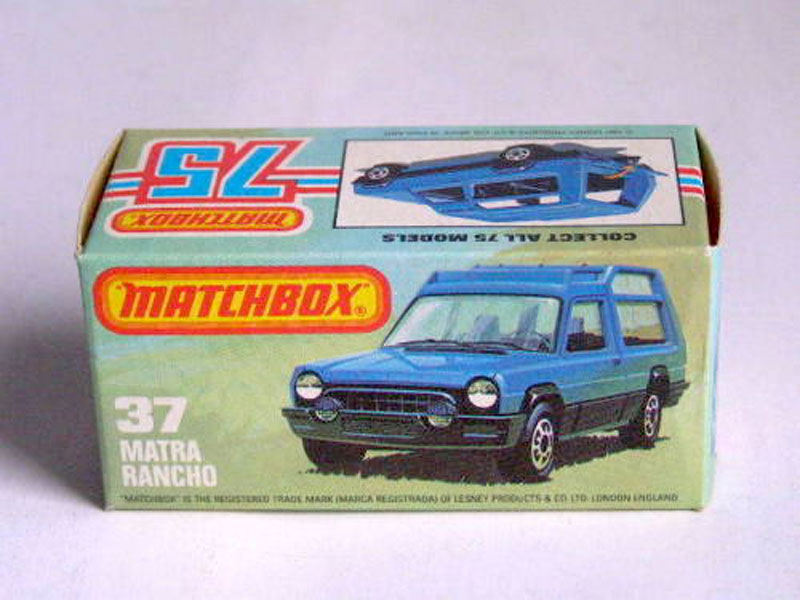 75
MATCHBOX
COLLECT ALL 75 MODELS
"MATCHBOX"®
37
MATRA
RANCHO
"MATCHBOX" IS THE REGISTERED TRADE MARK (MARCA REGISTRADA) OF LESNEY PRODUCTS & CO. LTD. LONDON ENGLAND